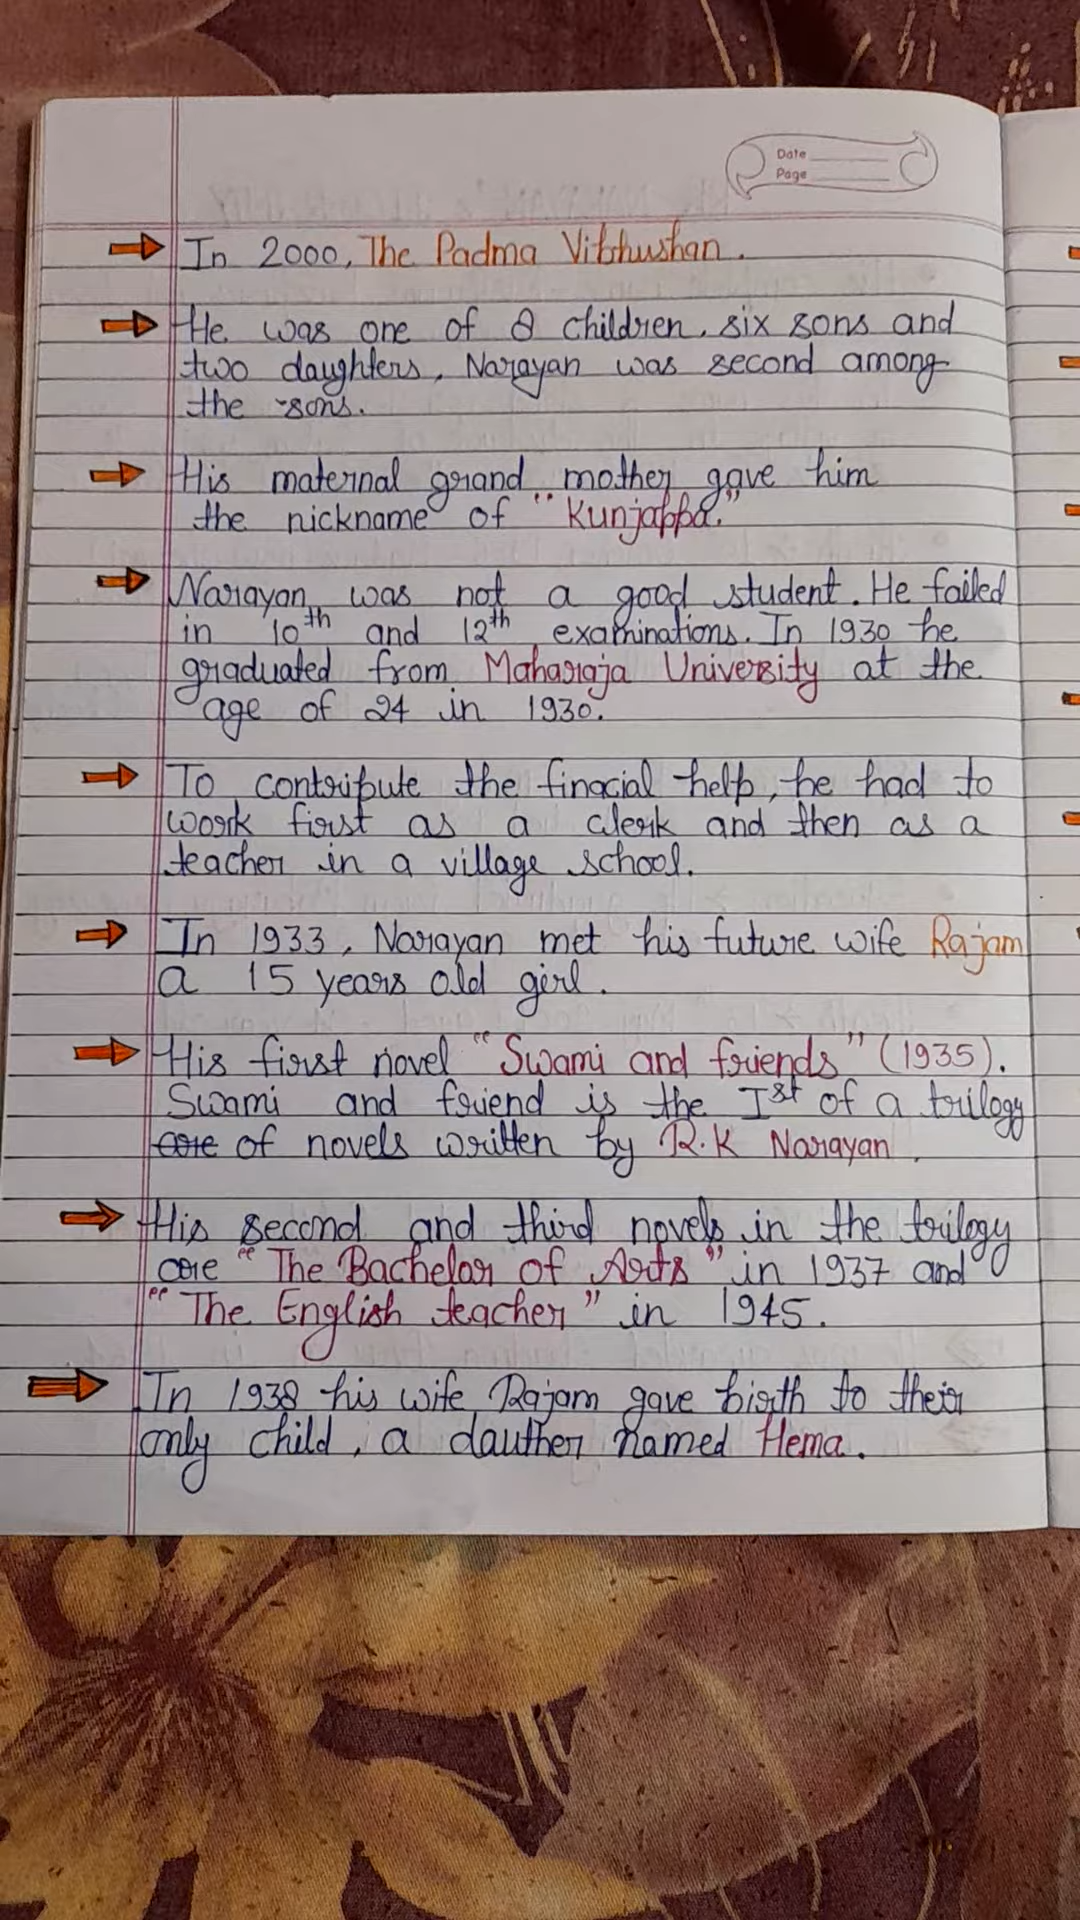 Date
Page
In 2000, The Padma Vibhushan.
He was one of 8 children, six sons and
two daughters, Narayan was second among
the sons.
His maternal grand mother gave him
the nickname of "Kunjappa."
Narayan was not a good student. He failed
in 10th and 12th examinations. In 1930 he
graduated from Maharaja University at the
age of 24 in 1930.
To contribute the finacial help, he had to
work first as a clerk and then as a
teacher in a village school.
In 1933, Narayan met his future wife Rajam
a 15 years old girl.
His first novel "Swami and friends" (1935).
Swami and friend is the Ist of a trilogy
are of novels written by R.K Narayan.
His second and third novels in the trilogy
are "The Bachelor of Arts" in 1937 and
"The English teacher" in 1945.
In 1938 his wife Rajam gave birth to their
only child, a dauther named Hema.